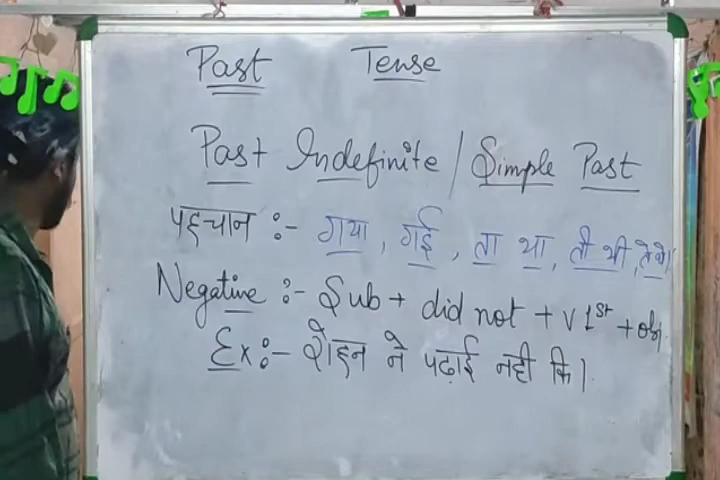 Past Tense
Past Indefinite / Simple Past
पहचान :- गया, गई, ता था, ती थी, ते थे।
Negative :- Sub + did not + V 1st + obj
Ex :- रोहन ने पढ़ाई नही कि।